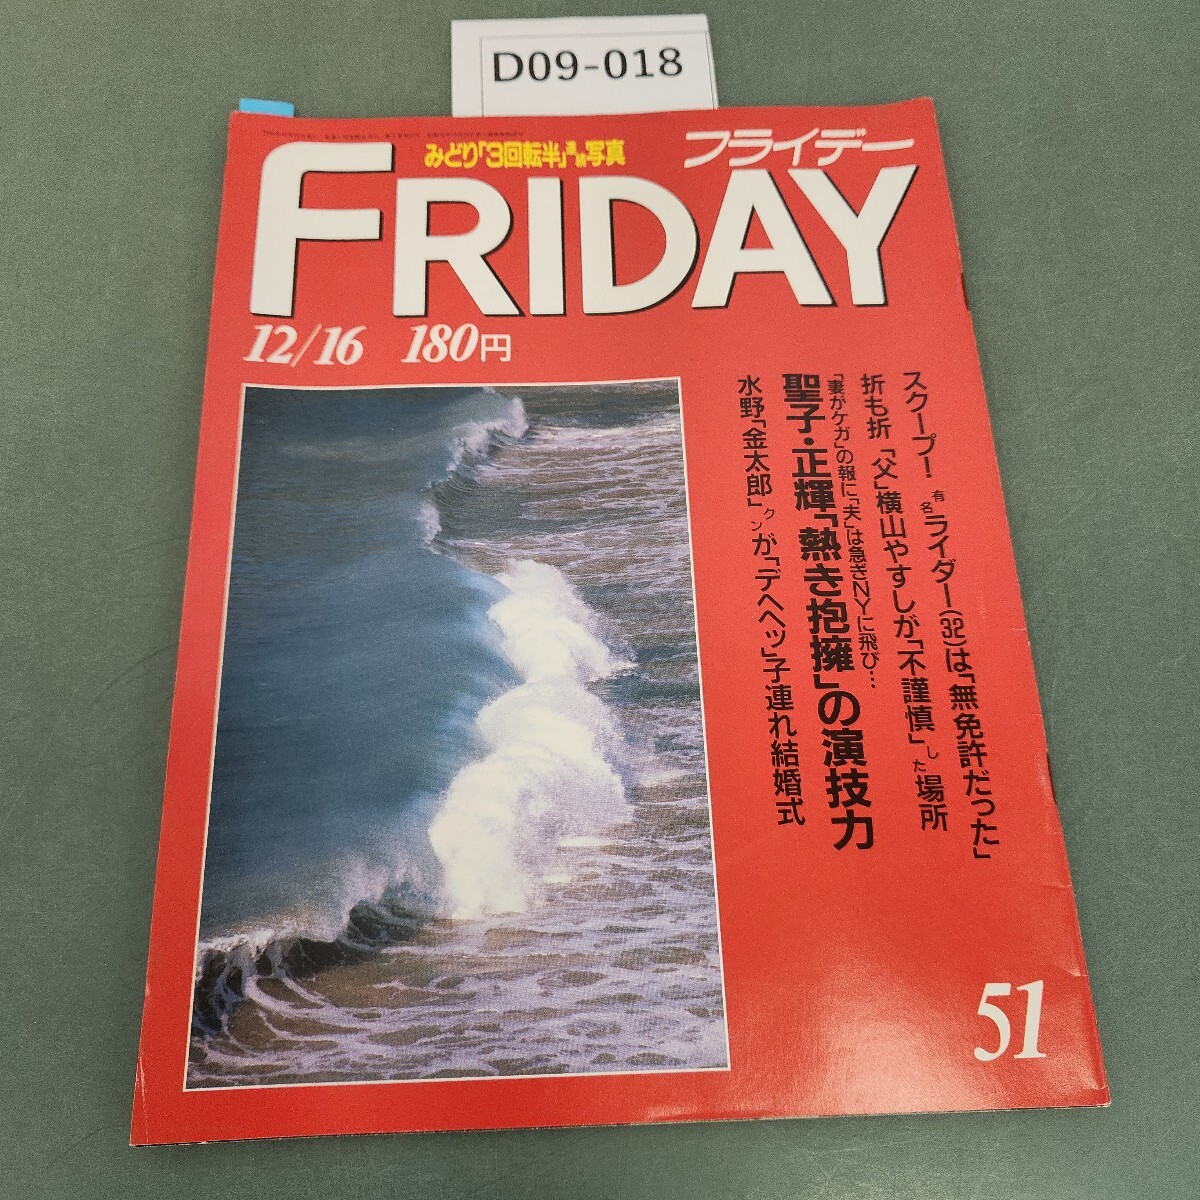 D09-018
みどり「3回転半」連続写真
フライデー
FRIDAY
12/16 180円
スクープ！有名ライダー(32)は「無免許だった」
折も折「父」横山やすしが「不謹慎」した場所
「妻がケガ」の報に「夫」は急ぎNYに飛び…
聖子・正輝「熱き抱擁」の演技力
水野「金太郎」クンが「デヘヘッ」子連れ結婚式
51